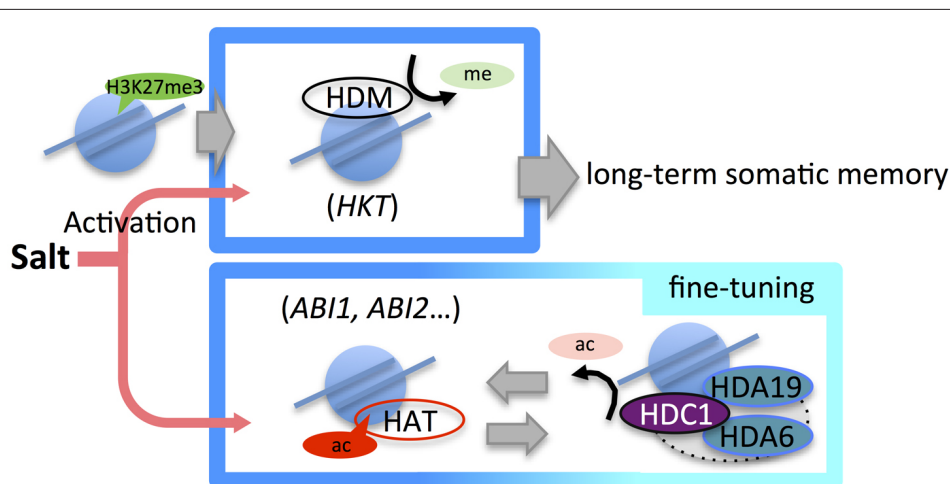 H3K27me3
me
HDM
long-term somatic memory
(HKT)
Activation
Salt
fine-tuning
(ABI1, ABI2...)
ac
HDA19
HDC1
HAT
HDA6
ac